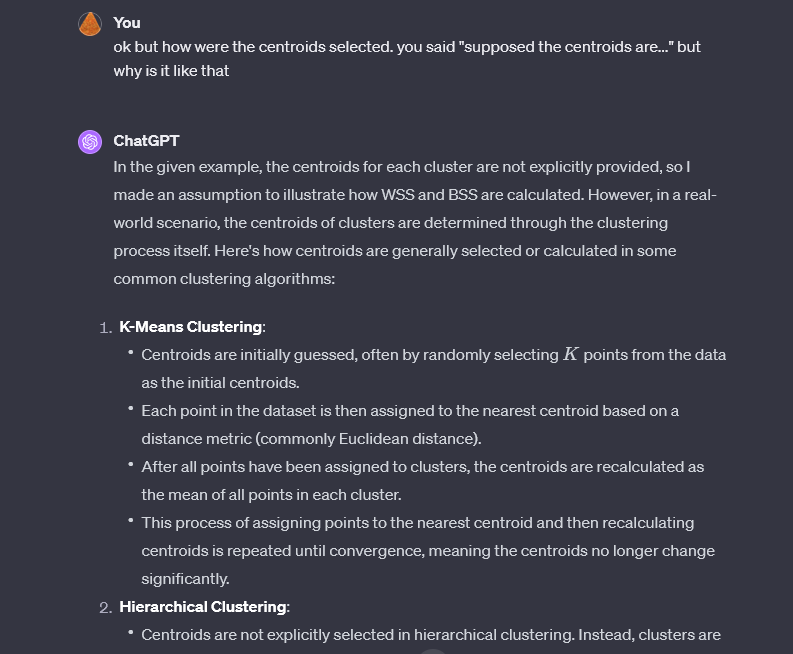 You
ok but how were the centroids selected. you said "supposed the centroids are..." but
why is it like that
ChatGPT
In the given example, the centroids for each cluster are not explicitly provided, so I
made an assumption to illustrate how WSS and BSS are calculated. However, in a real-
world scenario, the centroids of clusters are determined through the clustering
process itself. Here's how centroids are generally selected or calculated in some
common clustering algorithms:
1. K-Means Clustering:
• Centroids are initially guessed, often by randomly selecting K points from the data
as the initial centroids.
• Each point in the dataset is then assigned to the nearest centroid based on a
distance metric (commonly Euclidean distance).
• After all points have been assigned to clusters, the centroids are recalculated as
the mean of all points in each cluster.
• This process of assigning points to the nearest centroid and then recalculating
centroids is repeated until convergence, meaning the centroids no longer change
significantly.
2. Hierarchical Clustering:
• Centroids are not explicitly selected in hierarchical clustering. Instead, clusters are